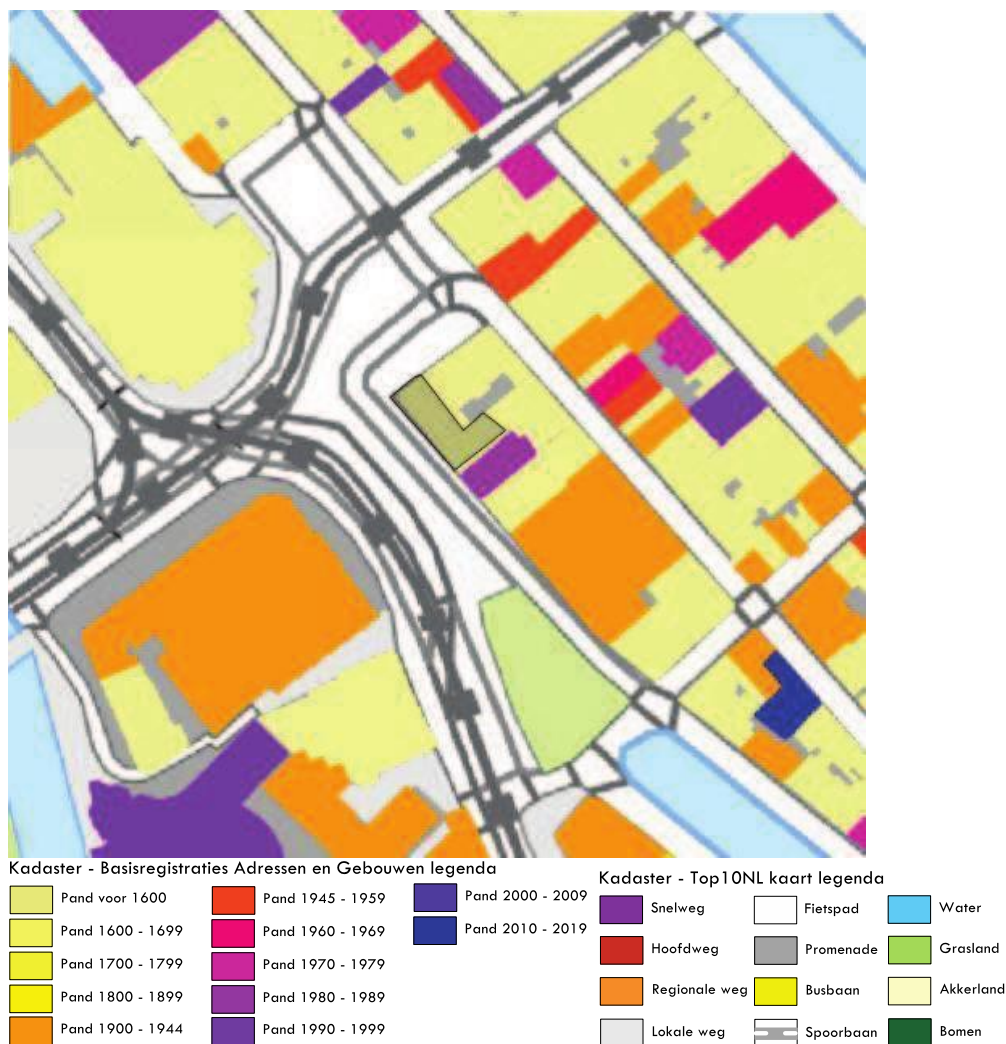 Kadaster - Basisregistraties Adressen en Gebouwen legenda
Pand voor 1600
1600 - 1699
Pand 1700 - 1799
Pand 1800 - 1899
Pand 1900 - 1944
Pand 1945 - 1959
Pand 1960 - 1969
Pand 1970 - 1979
Pand 1980 - 1989
Pand 1990 - 1999
Pand 2000 - 2009
Pand 2010 - 2019
Kadaster - Top10NL kaart legenda
Snelweg
Hoofdweg
Regionale weg
Lokale weg
Fietspad
Promenade
Busbaan
Spoorbaan
Water
Grasland
Akkerland
Bomen